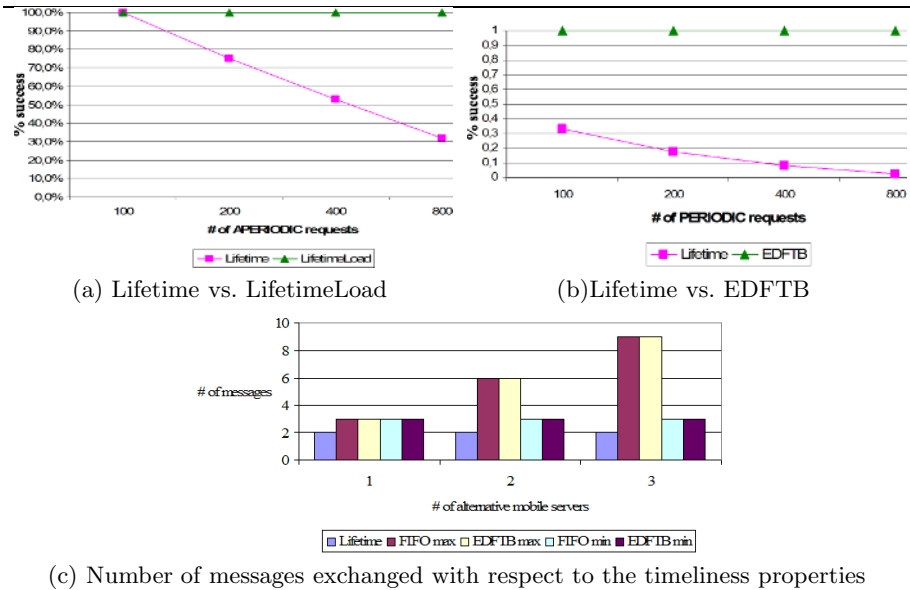 100,0%
90,0%
80,0%
70,0%
60,0%
50,0%
40,0%
30,0%
20,0%
10,0%
0,0%
% success
100 200 400 800
# of APERIODIC requests
Lifetime LifetimeLoad
(a) Lifetime vs. LifetimeLoad
1
0,9
0,8
0,7
0,6
0,5
0,4
0,3
0,2
0,1
0
% success
100 200 400 800
# of PERIODIC requests
Lifetime EDFTB
(b)Lifetime vs. EDFTB
10
8
6
4
2
0
# of messages
1 2 3
# of alternative mobile servers
Lifetime FIFO max EDFTB max FIFO min EDFTB min
(c) Number of messages exchanged with respect to the timeliness properties